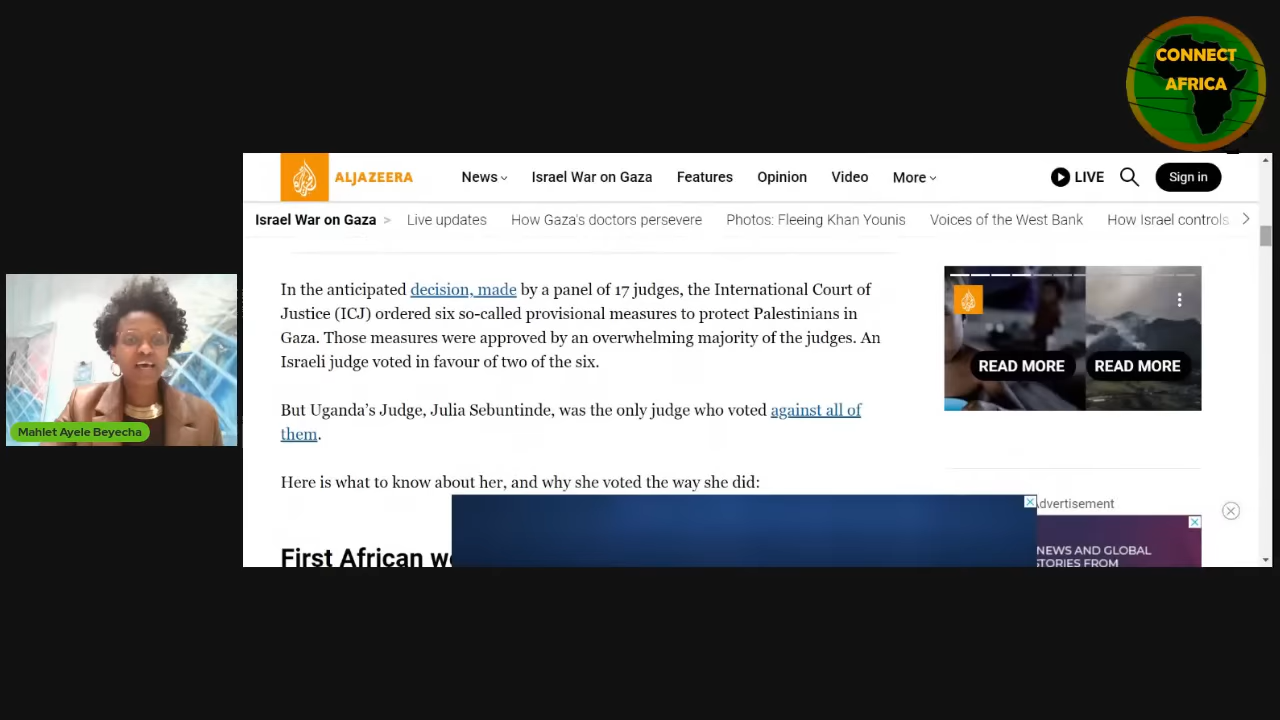 CONNECT
AFRICA
ALJAZEERA
News
Israel War on Gaza
Features
Opinion
Video
More
LIVE
Sign in
Israel War on Gaza > Live updates How Gaza's doctors persevere Photos: Fleeing Khan Younis Voices of the West Bank How Israel controls
In the anticipated decision, made by a panel of 17 judges, the International Court of
Justice (ICJ) ordered six so-called provisional measures to protect Palestinians in
Gaza. Those measures were approved by an overwhelming majority of the judges. An
Israeli judge voted in favour of two of the six.
But Uganda's Judge, Julia Sebuntinde, was the only judge who voted against all of
them.
Here is what to know about her, and why she voted the way she did:
First African
READ MORE
READ MORE
Advertisement
NEWS AND GLOBAL
STORIES FROM
Mahlet Ayele Beyecha